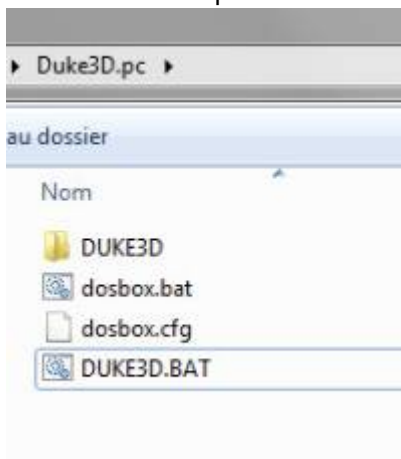 Duke3D.pc
au dossier
Nom
DUKE3D
dosbox.bat
dosbox.cfg
DUKE3D.BAT